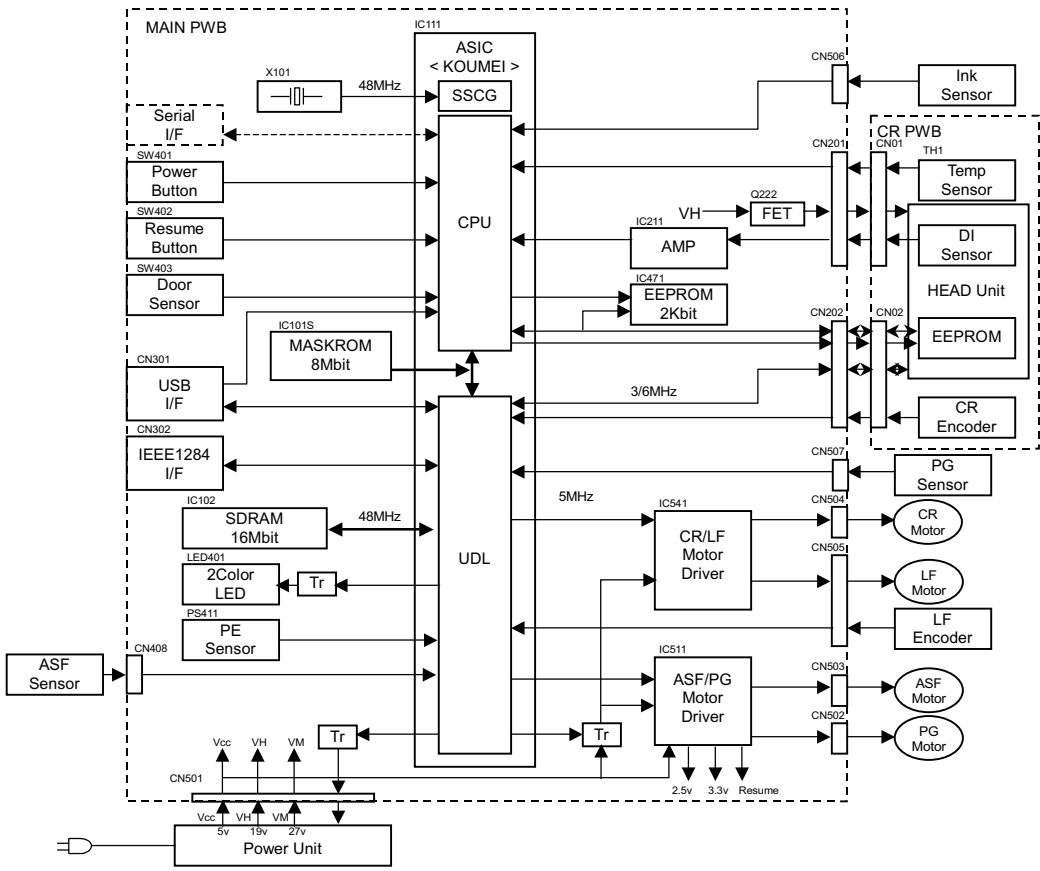 MAIN PWB
IC111
ASIC
< KOUMEI >
X101
48MHz
SSCG
CN506
Ink
Sensor
Serial
I/F
CR PWB
CN201
CN01
TH1
Temp
Sensor
SW401
Power
Button
CPU
Q222
VH
FET
SW402
Resume
Button
IC211
AMP
DI
Sensor
SW403
Door
Sensor
IC471
EEPROM
2Kbit
HEAD Unit
IC101S
MASKROM
8Mbit
CN202
CN02
EEPROM
CN301
USB
I/F
3/6MHz
CR
Encoder
CN302
IEEE1284
I/F
CN507
PG
Sensor
IC102
SDRAM
16Mbit
48MHz
5MHz
IC541
CR/LF
Motor
Driver
CN504
CR
Motor
UDL
LED401
2Color
LED
Tr
CN505
LF
Motor
PS411
PE
Sensor
LF
Encoder
ASF
Sensor
CN408
IC511
ASF/PG
Motor
Driver
CN503
ASF
Motor
Tr
Tr
CN502
PG
Motor
Vcc
VH
VM
CN501
2.5v
3.3v
Resume
Vcc
5v
VH
19v
VM
27v
Power Unit